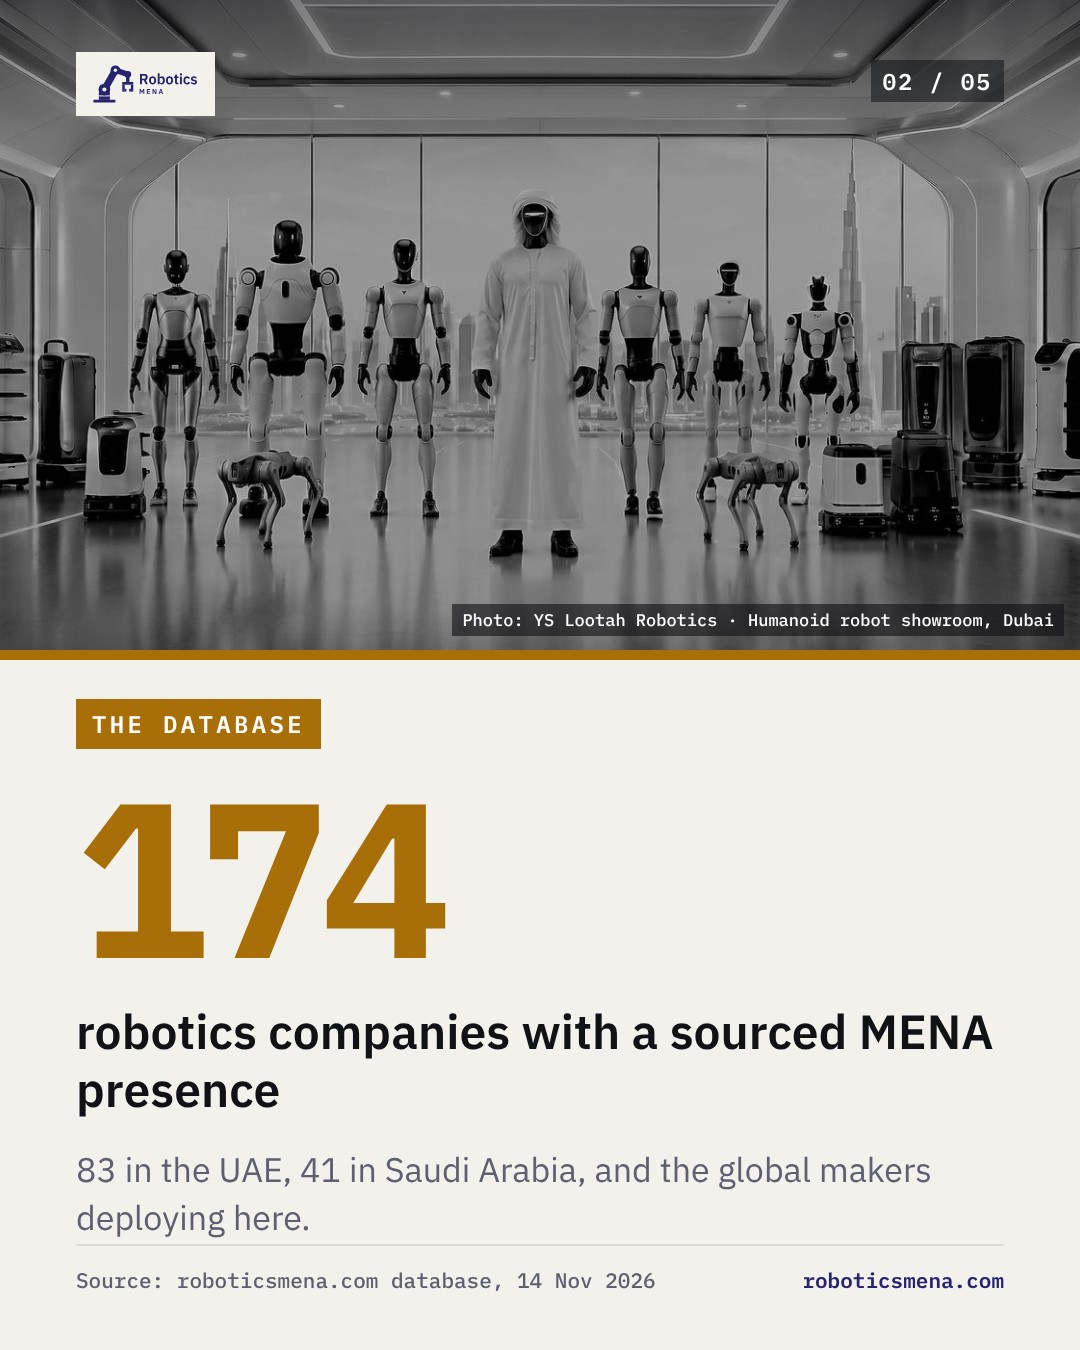 Robotics
MENA
02 / 05
Photo: YS Lootah Robotics · Humanoid robot showroom, Dubai
THE DATABASE
174
robotics companies with a sourced MENA
presence
83 in the UAE, 41 in Saudi Arabia, and the global makers
deploying here.
Source: roboticsmena.com database, 14 Nov 2026
roboticsmena.com